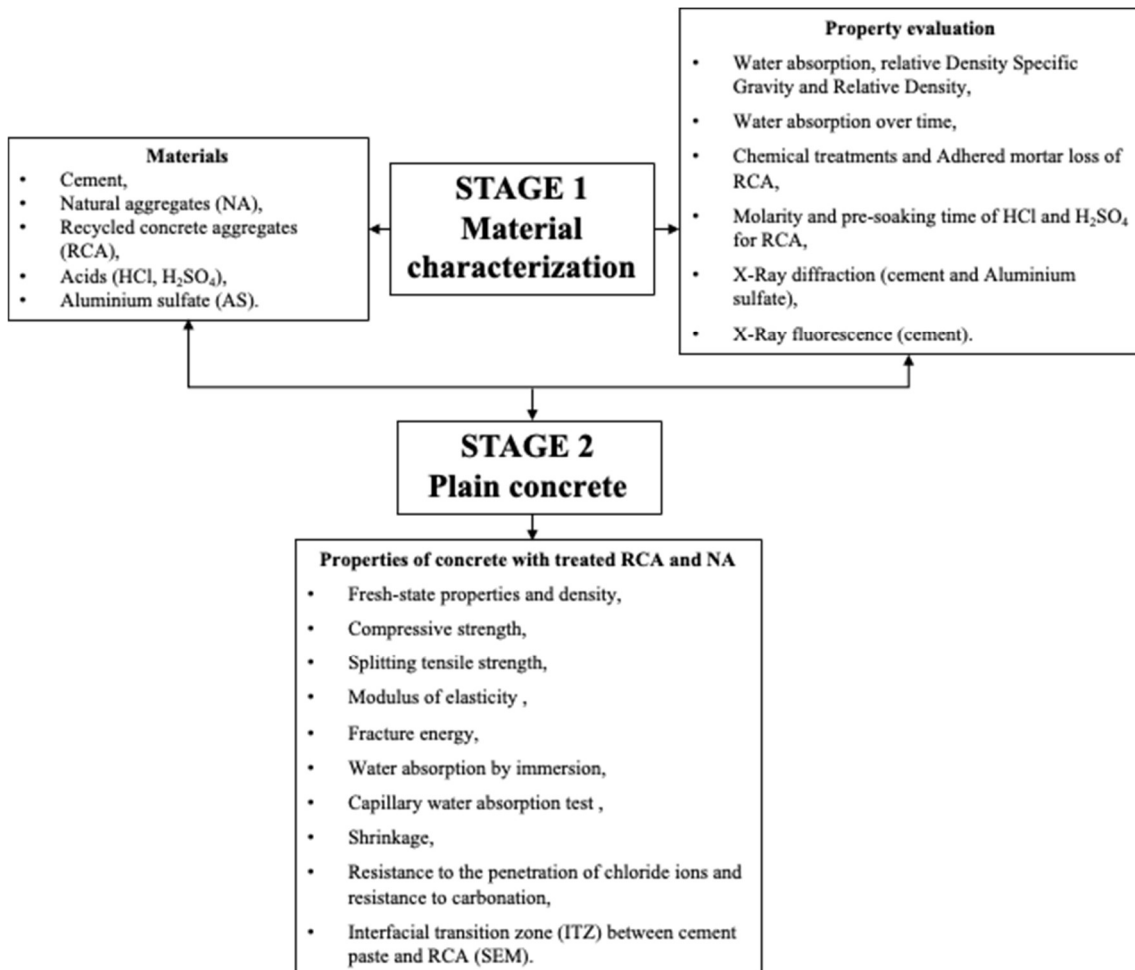 Materials
• Cement,
• Natural aggregates (NA),
• Recycled concrete aggregates
(RCA),
• Acids (HCl, H₂SO₄),
• Aluminium sulfate (AS).
STAGE 1
Material
characterization
Property evaluation
• Water absorption, relative Density Specific
Gravity and Relative Density,
• Water absorption over time,
• Chemical treatments and Adhered mortar loss of
RCA,
• Molarity and pre-soaking time of HCl and H₂SO₄
for RCA,
• X-Ray diffraction (cement and Aluminium
sulfate),
• X-Ray fluorescence (cement).
STAGE 2
Plain concrete
Properties of concrete with treated RCA and NA
• Fresh-state properties and density,
• Compressive strength,
• Splitting tensile strength,
• Modulus of elasticity ,
• Fracture energy,
• Water absorption by immersion,
• Capillary water absorption test ,
• Shrinkage,
• Resistance to the penetration of chloride ions and
resistance to carbonation,
• Interfacial transition zone (ITZ) between cement
paste and RCA (SEM).